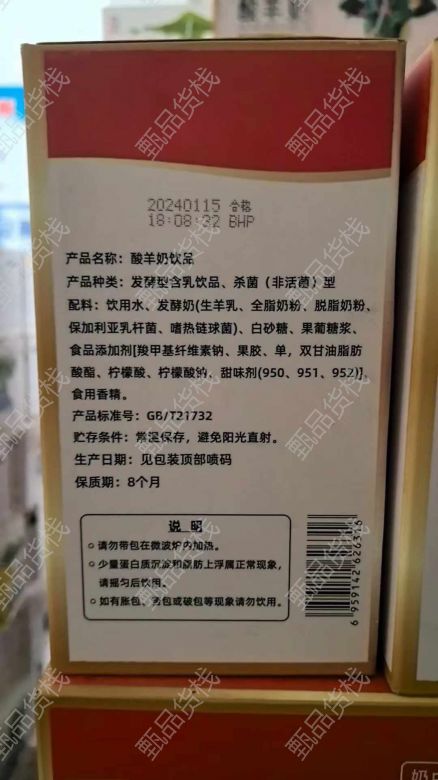 20240115 合格
18:08:32 BHP
产品名称：酸羊奶饮品
产品种类：发酵型含乳饮品、杀菌（非活菌）型
配料：饮用水、发酵奶(生羊乳、全脂奶粉、脱脂奶粉、
保加利亚乳杆菌、嗜热链球菌)、白砂糖、果葡糖浆、
食品添加剂[羧甲基纤维素钠、果胶、单，双甘油脂肪
酸酯、柠檬酸、柠檬酸钠、甜味剂(950、951、952)]、
食用香精。
产品标准号：GB/T21732
贮存条件：常温保存，避免阳光直射。
生产日期：见包装顶部喷码
保质期：8个月
说 明
请勿带包在微波炉内加热。
少量蛋白质沉淀和脂肪上浮属正常现象，
请摇匀后饮用。
如有胀包、壳包或破包等现象请勿饮用。
甄品货栈